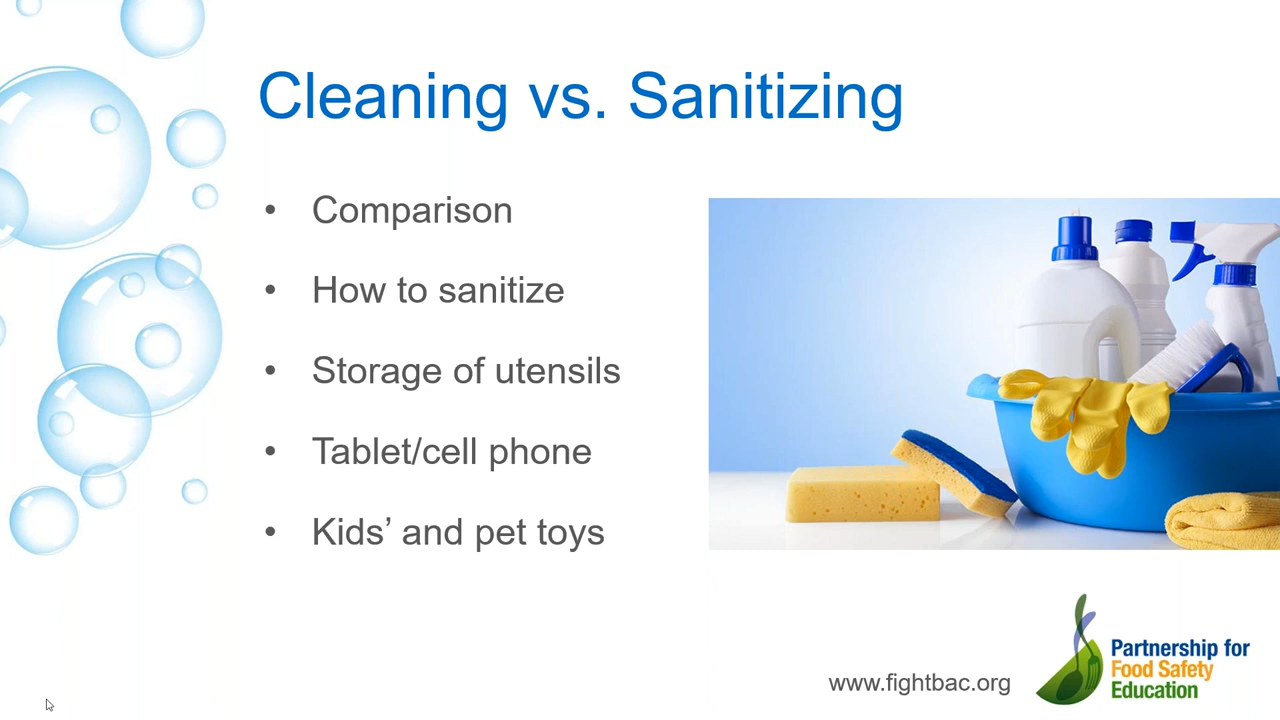 Cleaning vs. Sanitizing
• Comparison
• How to sanitize
• Storage of utensils
• Tablet/cell phone
• Kids’ and pet toys
www.fightbac.org
Partnership for
Food Safety
Education